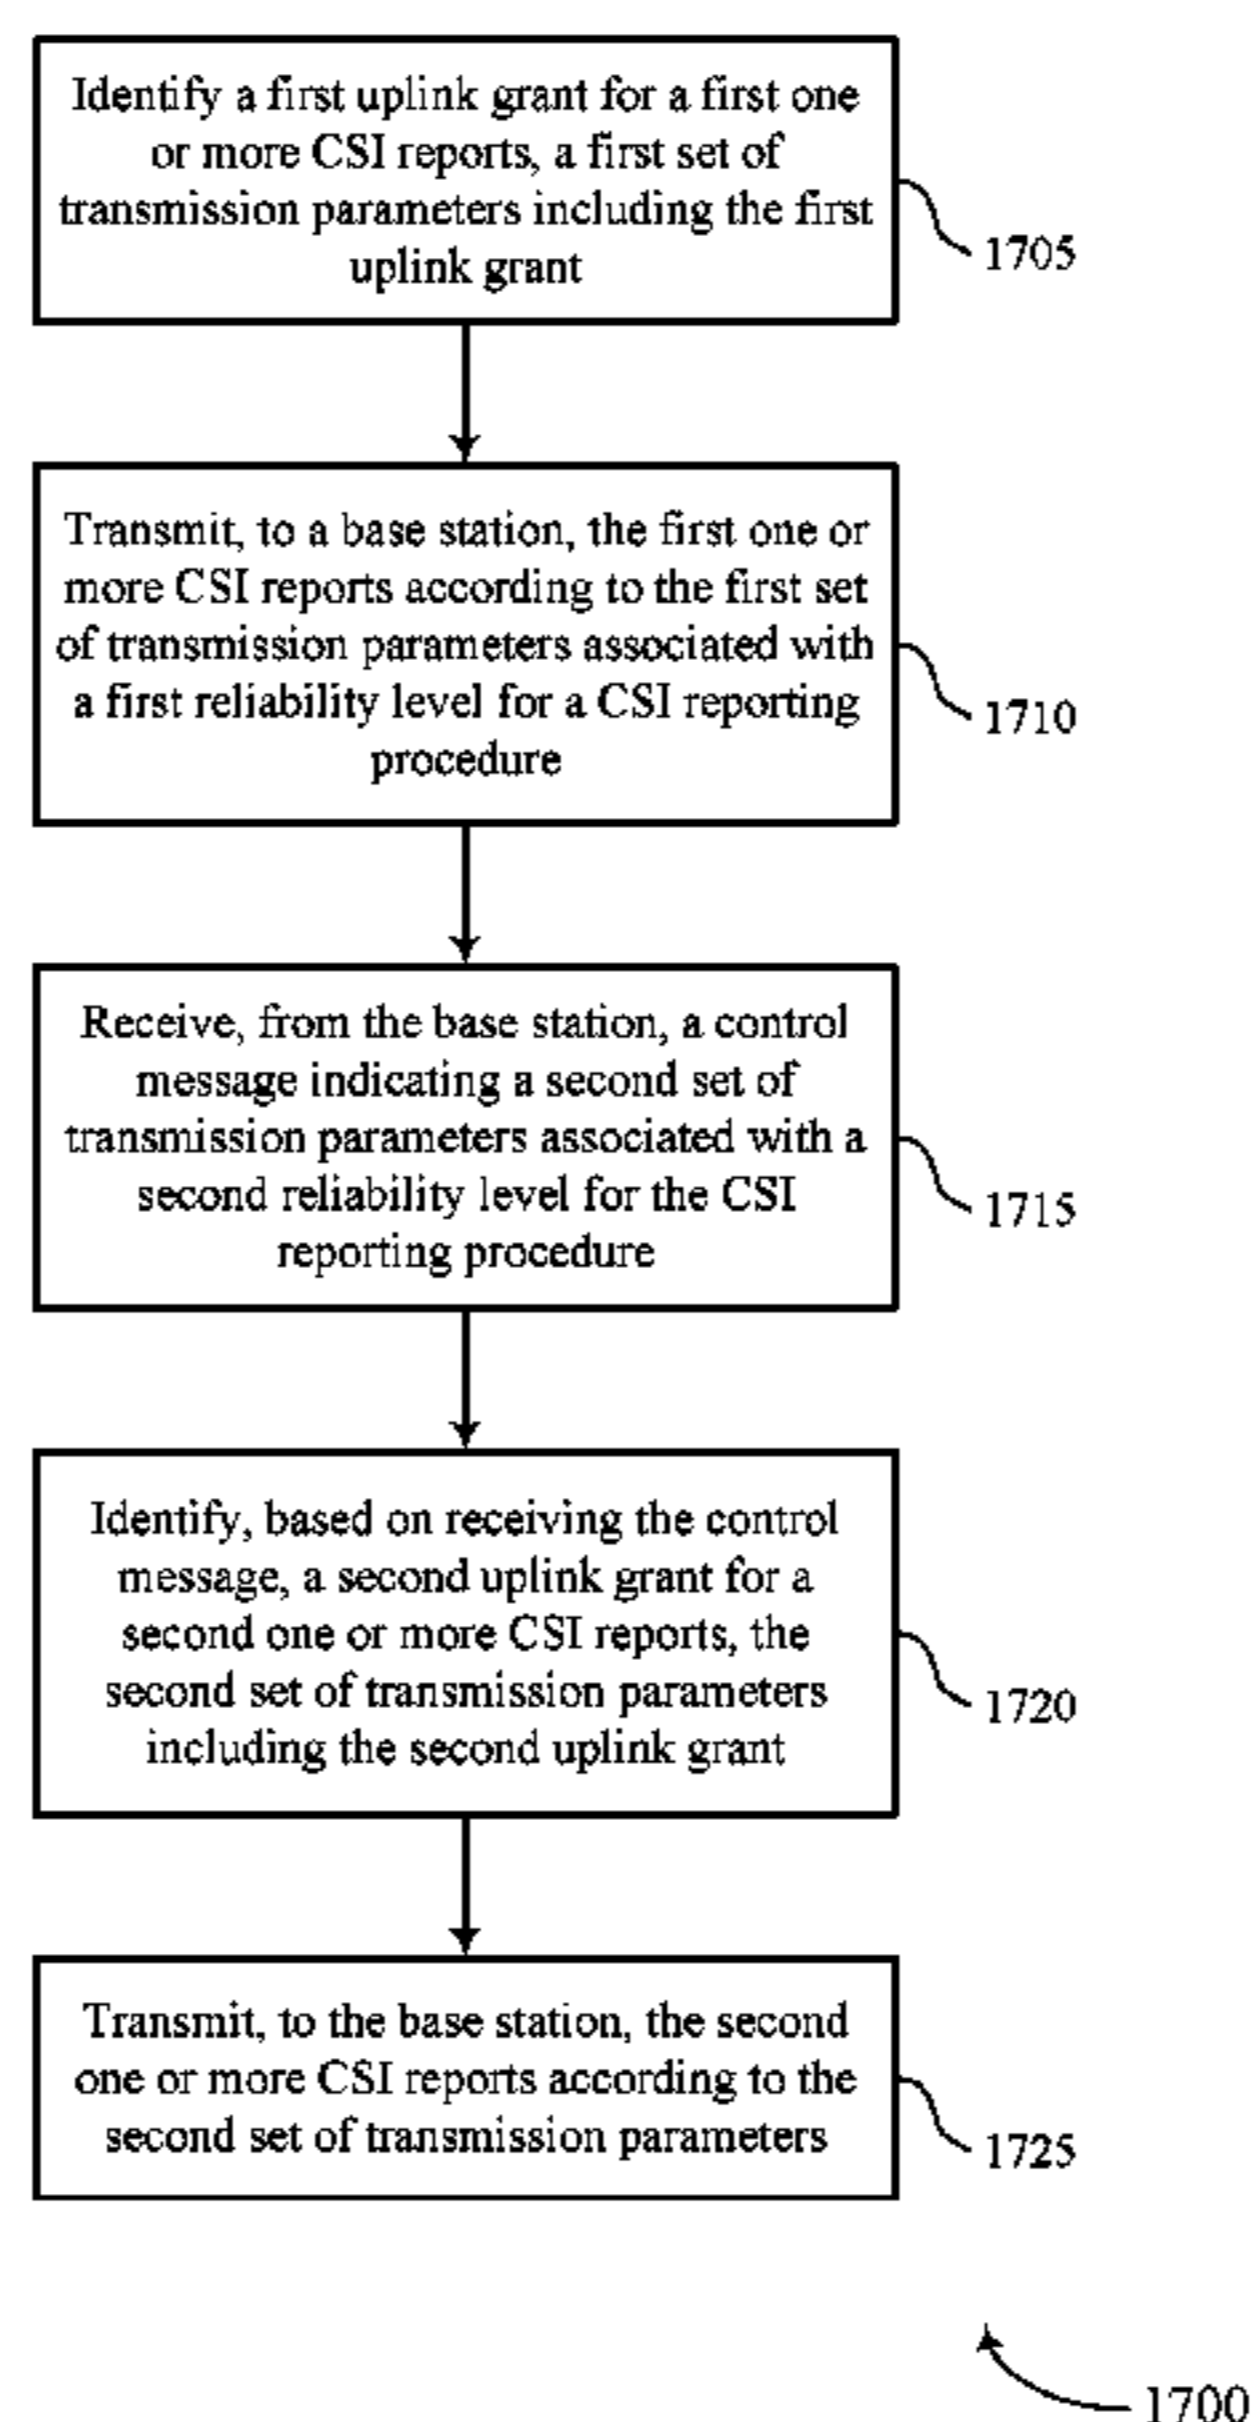 Identify a first uplink grant for a first one
or more CSI reports, a first set of
transmission parameters including the first
uplink grant
1705
Transmit, to a base station, the first one or
more CSI reports according to the first set
of transmission parameters associated with
a first reliability level for a CSI reporting
procedure
1710
Receive, from the base station, a control
message indicating a second set of
transmission parameters associated with a
second reliability level for the CSI
reporting procedure
1715
Identify, based on receiving the control
message, a second uplink grant for a
second one or more CSI reports, the
second set of transmission parameters
including the second uplink grant
1720
Transmit, to the base station, the second
one or more CSI reports according to the
second set of transmission parameters
1725
1700